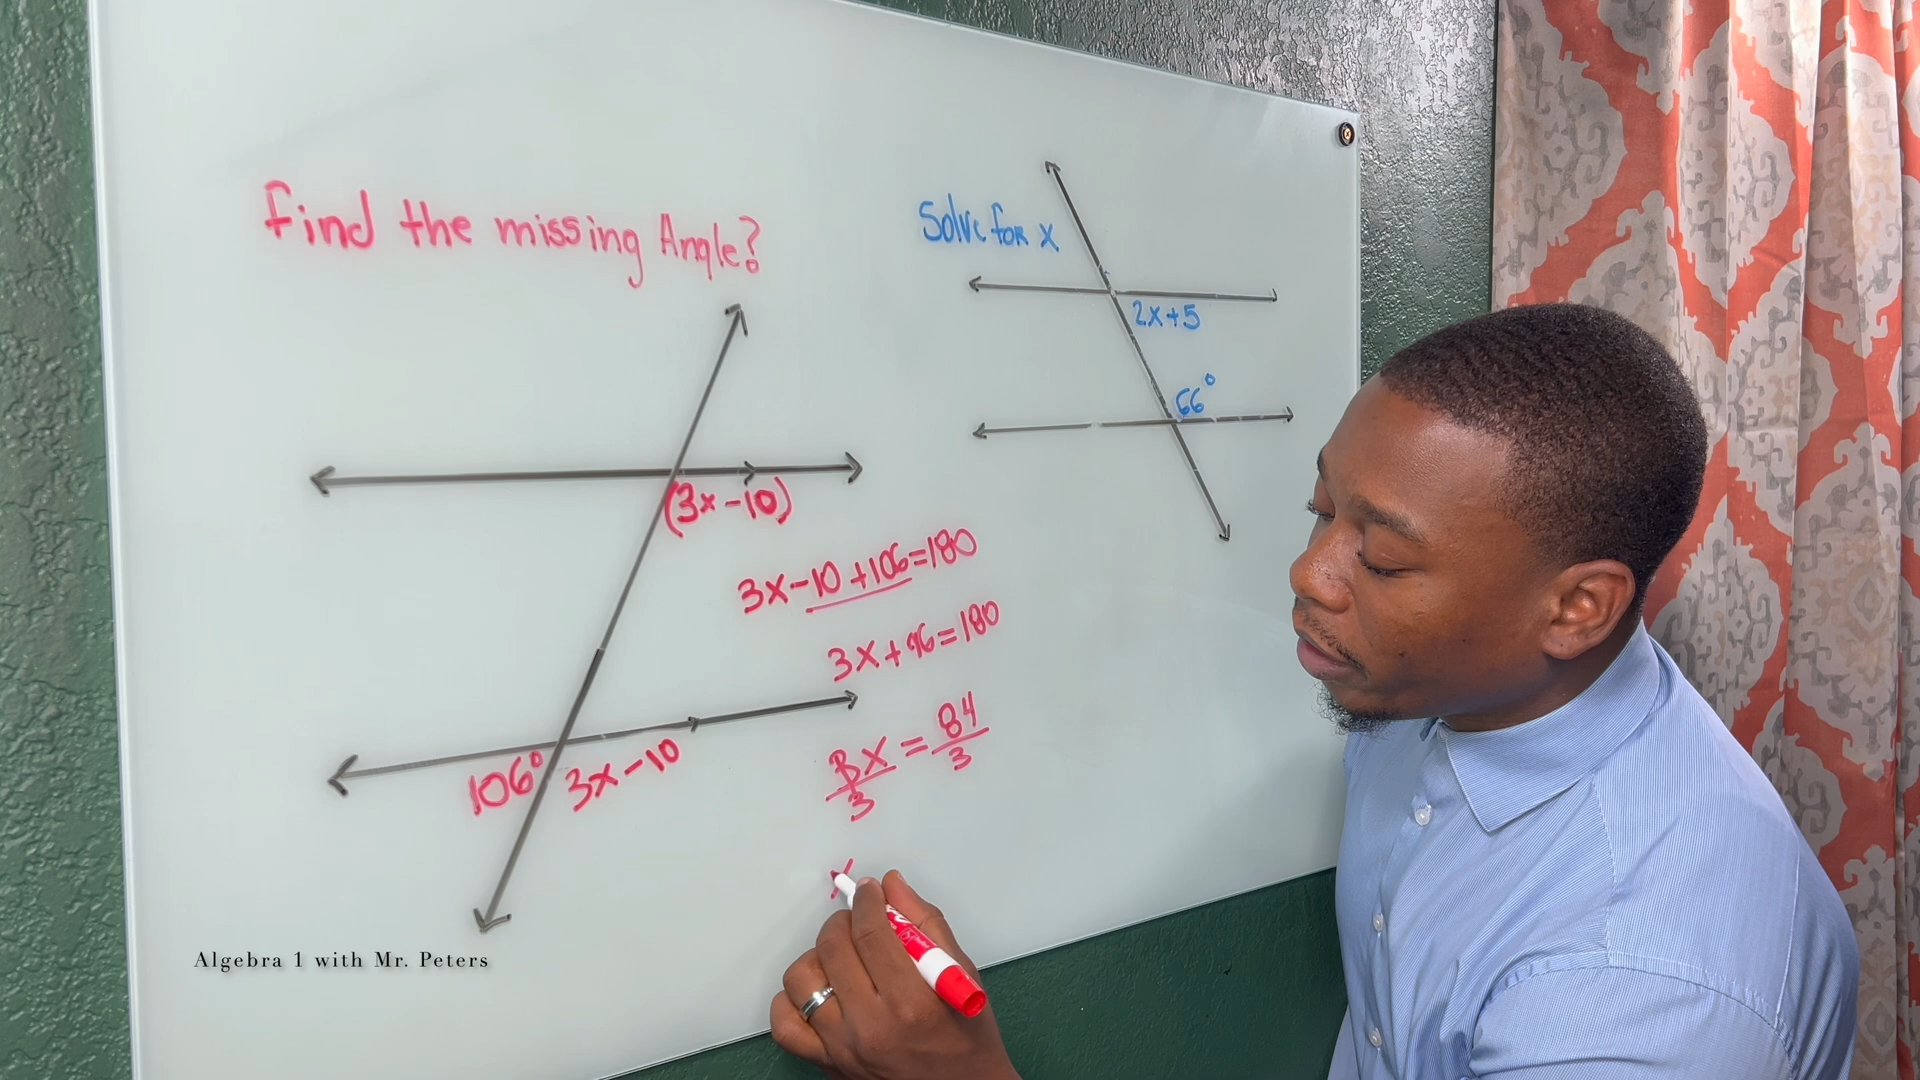 Find the missing Angle?
(3x-10)
106°
3x-10
3x-10+106=180
3x+96=180
3x/3 = 84/3
x
Solve for x
2x+5
66°
Algebra 1 with Mr. Peters